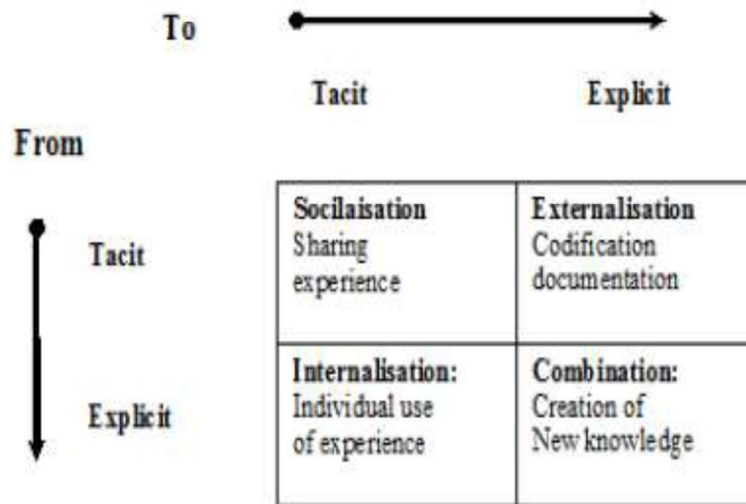 To
Tacit Explicit
From
Tacit
Explicit
Socilaisation
Sharing
experience
Externalisation
Codification
documentation
Internalisation:
Individual use
of experience
Combination:
Creation of
New knowledge